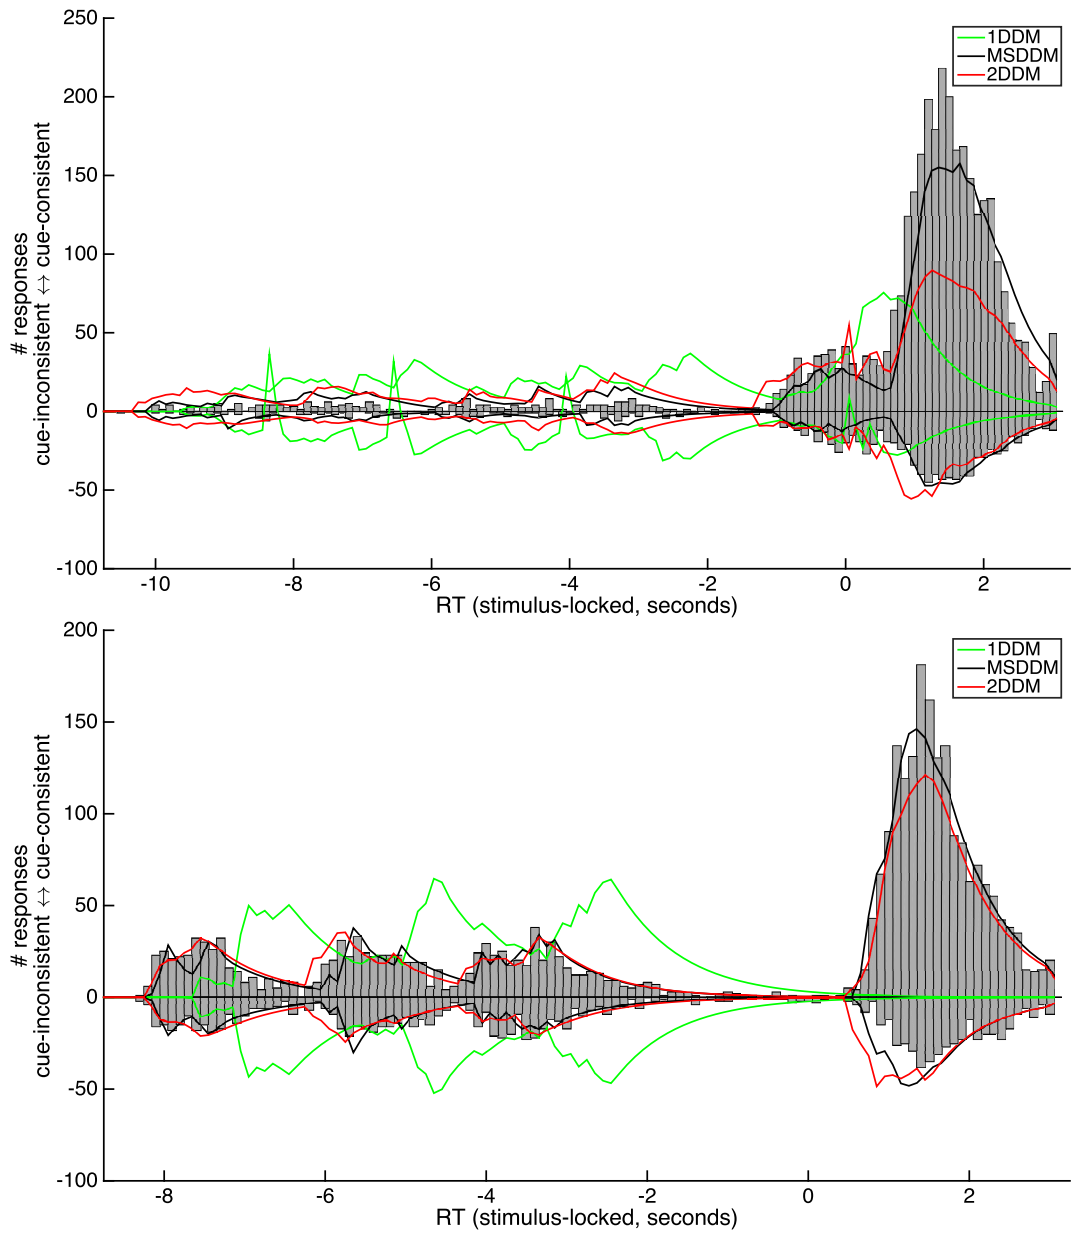 250
200
150
100
50
0
-50
-100
# responses
cue-inconsistent ↔ cue-consistent
1DDM
MSDDM
2DDM
-10 -8 -6 -4 -2 0 2
RT (stimulus-locked, seconds)
200
150
100
50
0
-50
-100
# responses
cue-inconsistent ↔ cue-consistent
1DDM
MSDDM
2DDM
-8 -6 -4 -2 0 2
RT (stimulus-locked, seconds)